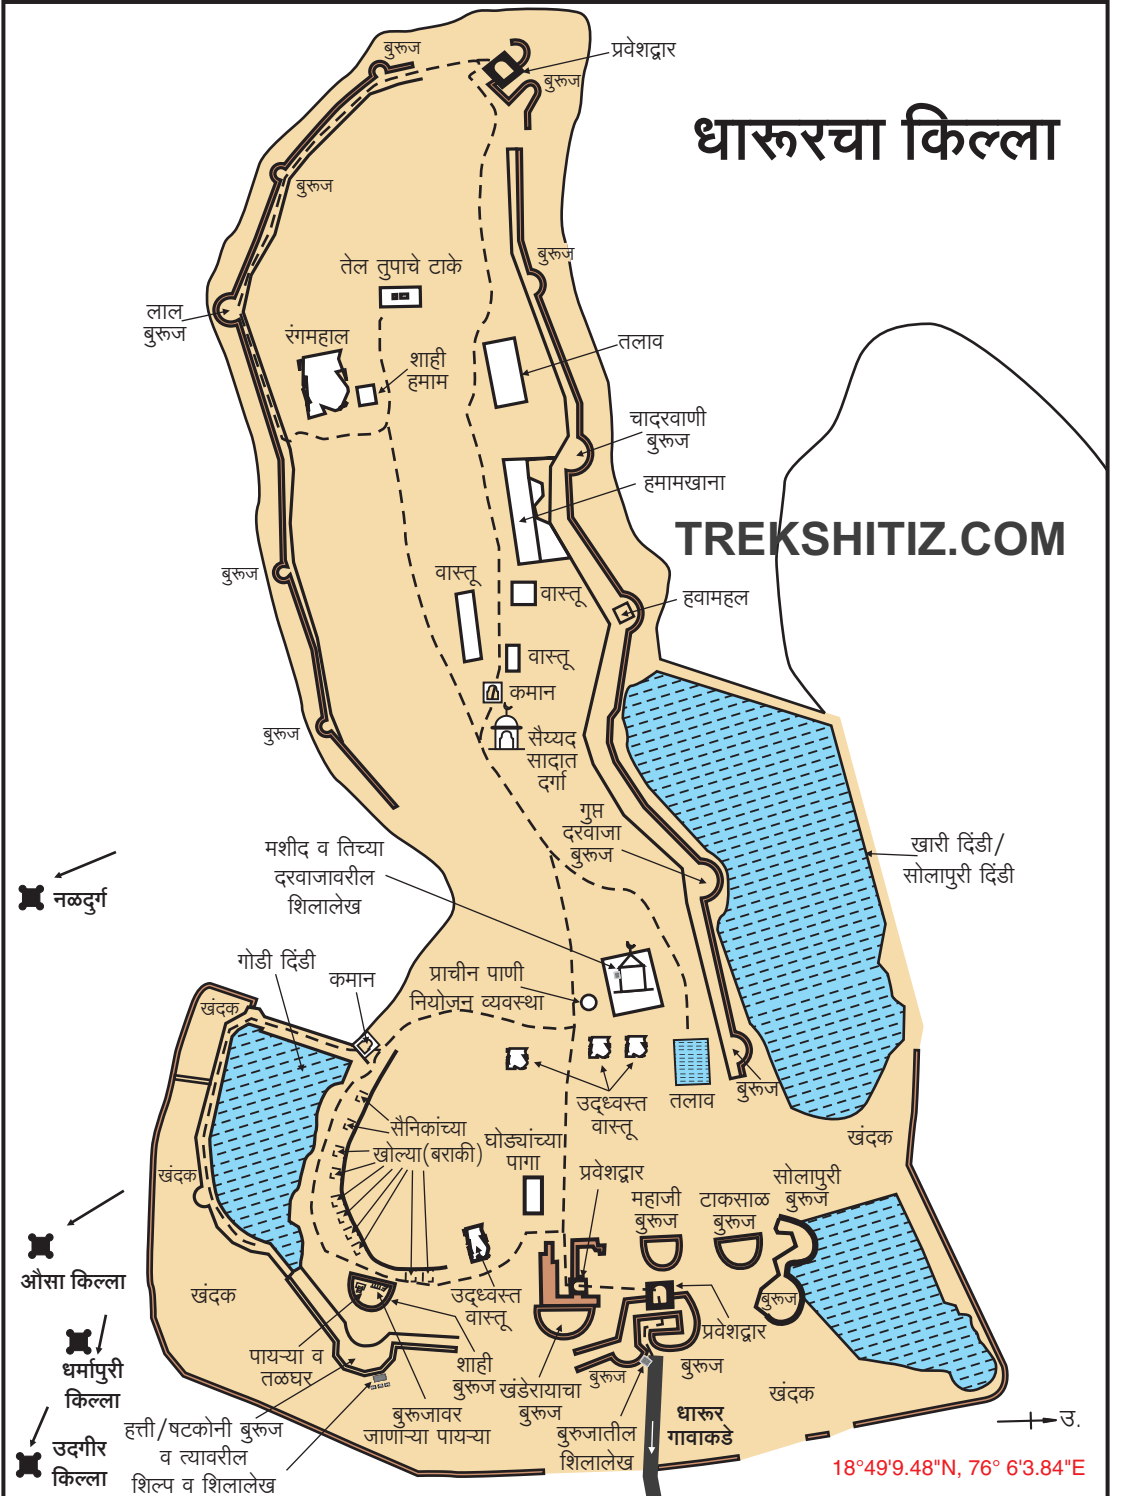 बुरूज
प्रवेशद्वार
बुरूज
धारूरचा किल्ला
बुरूज
बुरूज
तेल तुपाचे टाके
लाल
बुरूज
रंगमहाल
शाही
हमाम
तलाव
चादरवाणी
बुरूज
हमामखाना
TREKSHITIZ.COM
बुरूज
वास्तू
वास्तू
हवामहल
वास्तू
कमान
बुरूज
सैय्यद
सादात
दर्गा
गुप्त
दरवाजा
बुरूज
मशीद व तिच्या
दरवाजावरील
शिलालेख
खारी दिंडी/
सोलापुरी दिंडी
नळदुर्ग
गोडी दिंडी
कमान
प्राचीन पाणी
नियोजन व्यवस्था
खंदक
उद्ध्वस्त
वास्तू
तलाव
बुरूज
सैनिकांच्या
खोल्या(बराकी)
घोड्यांच्या
पागा
खंदक
खंदक
प्रवेशद्वार
महाजी
बुरूज
टाकसाळ
बुरूज
सोलापुरी
बुरूज
औसा किल्ला
खंदक
उद्ध्वस्त
वास्तू
बुरूज
प्रवेशद्वार
धर्मापुरी
किल्ला
पायऱ्या व
तळघर
शाही
बुरूज
खंडेरायाचा
बुरूज
बुरूज
बुरूज
खंदक
हत्ती/षटकोनी बुरूज
व त्यावरील
शिल्प व शिलालेख
बुरूजावर
जाणाऱ्या पायऱ्या
बुरुजातील
शिलालेख
धारूर
गावाकडे
उ.
उदगीर
किल्ला
18°49'9.48"N, 76° 6'3.84"E